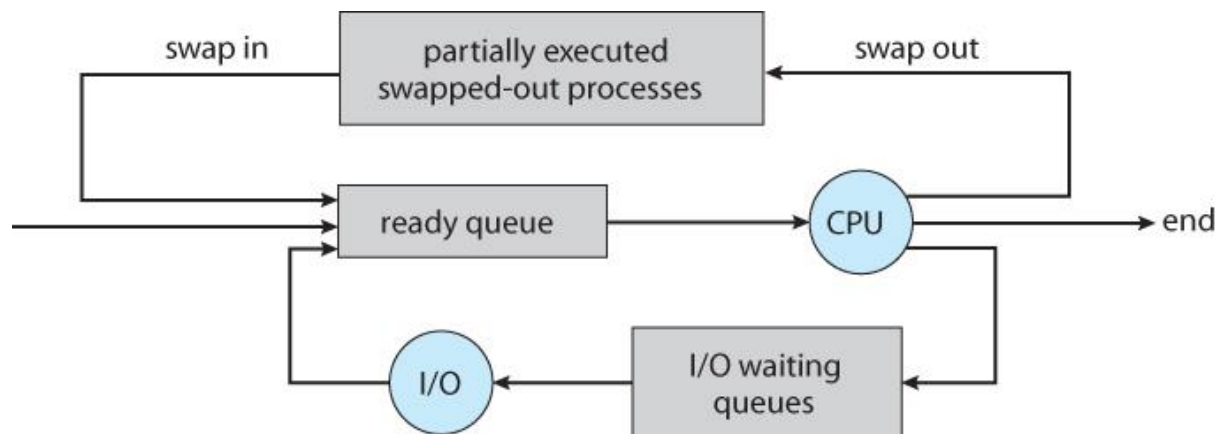 swap in
partially executed
swapped-out processes
swap out
ready queue
CPU
end
I/O
I/O waiting
queues